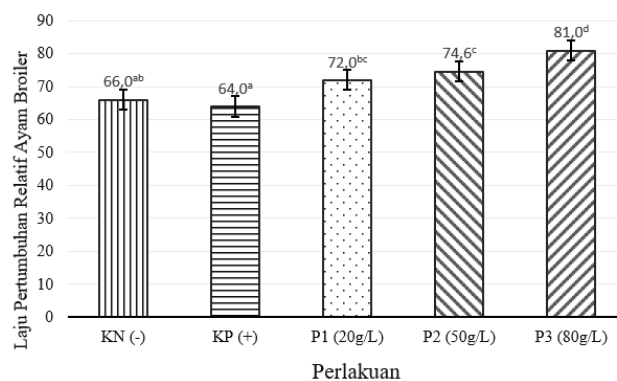 90
80
70
60
50
40
30
20
10
0
Laju Pertumbuhan Relatif Ayam Broiler
66,0ab
64,0a
72,0bc
74,6c
81,0d
KN (-)
KP (+)
P1 (20g/L)
P2 (50g/L)
P3 (80g/L)
Perlakuan